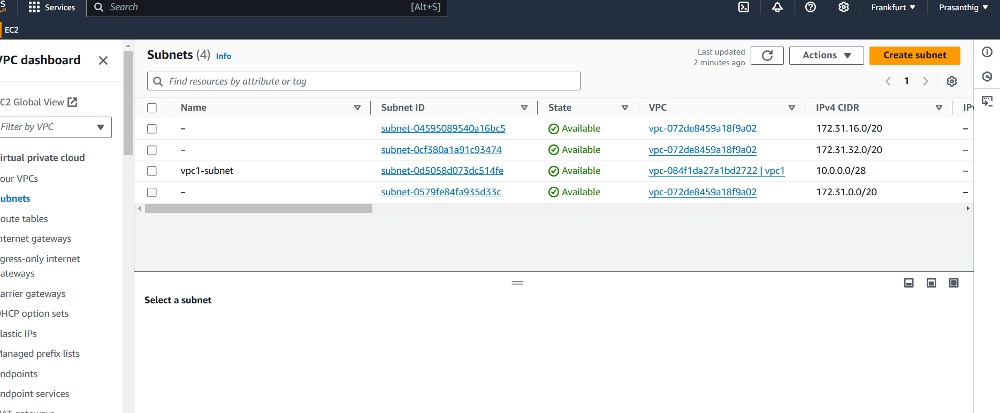 Services Search [Alt+S] Frankfurt Prasanthig
EC2
VPC dashboard
C2 Global View
Filter by VPC
irtual private cloud
our VPCs
ubnets
oute tables
nternet gateways
gress-only internet
ateways
arrier gateways
HCP option sets
lastic IPs
Managed prefix lists
ndpoints
ndpoint services
Subnets (4) Info
Last updated
2 minutes ago
Actions
Create subnet
Find resources by attribute or tag
1
Name Subnet ID State VPC IPv4 CIDR IPv
– subnet-04595089540a16bc5 Available vpc-072de8459a18f9a02 172.31.16.0/20 –
– subnet-0cf380a1a91c93474 Available vpc-072de8459a18f9a02 172.31.32.0/20 –
vpc1-subnet subnet-0d5058d073dc514fe Available vpc-084f1da27a1bd2722 | vpc1 10.0.0.0/28 –
– subnet-0579fe84fa935d33c Available vpc-072de8459a18f9a02 172.31.0.0/20 –
Select a subnet